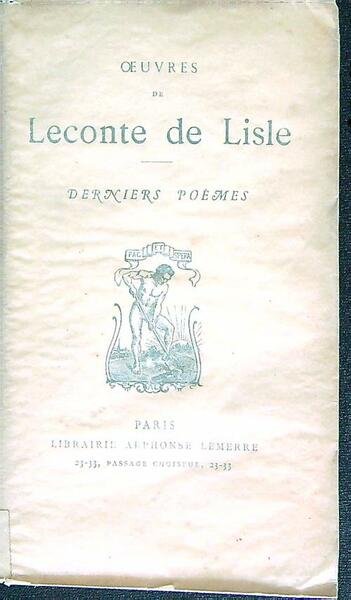 ŒUVRES
DE
Leconte de Lisle
DERNIERS POÈMES
FAC ET SPERA
PARIS
LIBRAIRIE ALPHONSE LEMERRE
23-33, PASSAGE CHOISEUL, 23-33